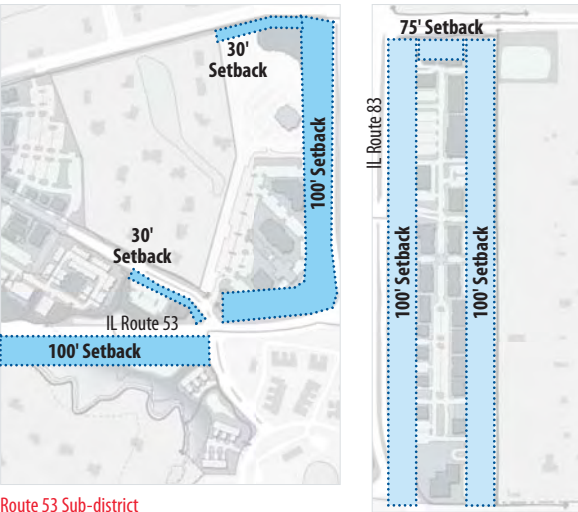 30'
Setback
100' Setback
30'
Setback
IL Route 53
100' Setback
Route 53 Sub-district
75' Setback
IL Route 83
100' Setback
100' Setback